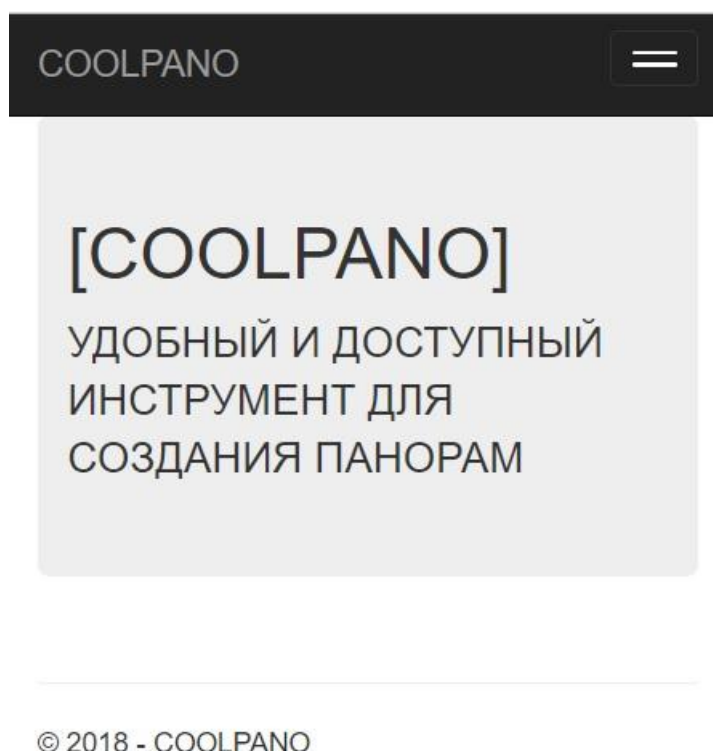 COOLPANO
[COOLPANO]
УДОБНЫЙ И ДОСТУПНЫЙ
ИНСТРУМЕНТ ДЛЯ
СОЗДАНИЯ ПАНОРАМ
© 2018 - COOLPANO